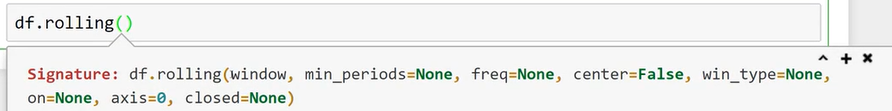 df.rolling()
Signature: df.rolling(window, min_periods=None, freq=None, center=False, win_type=None,
on=None, axis=0, closed=None)